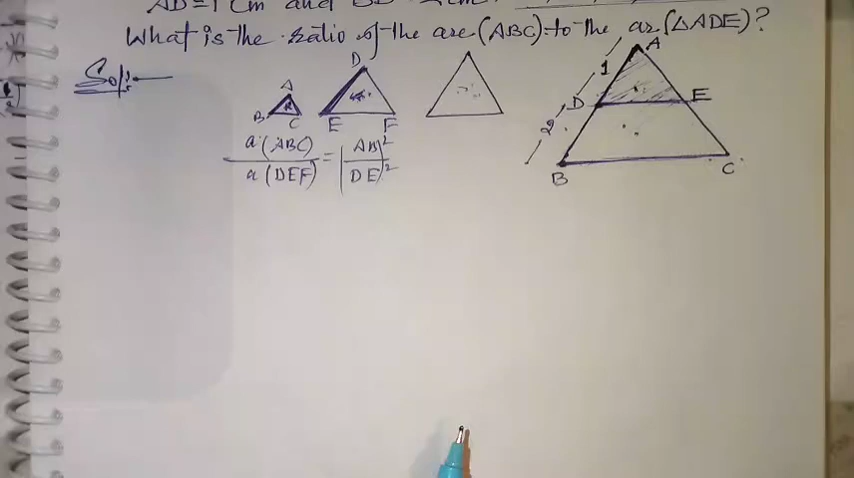 AD=1 Cm and
What is the ratio of the are (ABC) to the ar (△ADE)?
Sol:-
A
B C
D
E F
A
D
E
B
C
1
2
a (ABC) / a (DEF) = (AB)² / (DE)²